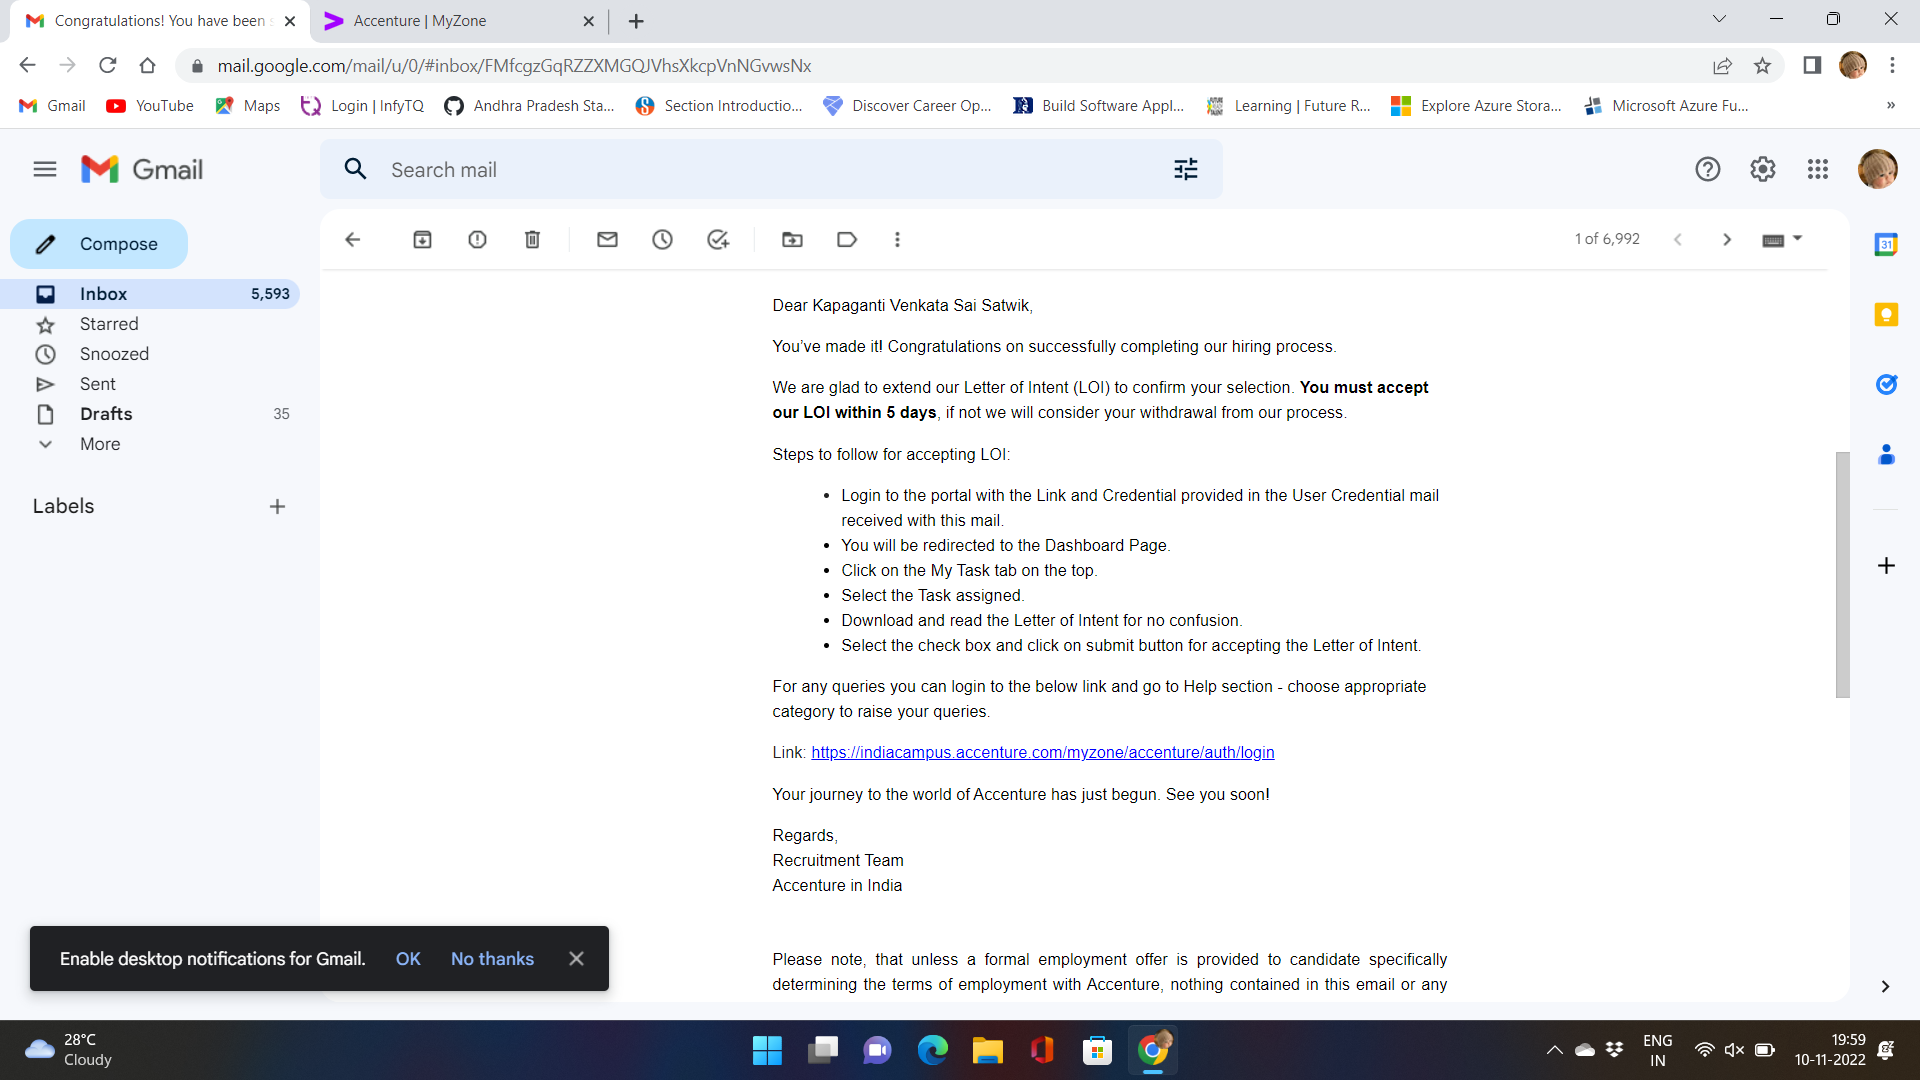 Congratulations! You have been
Accenture | MyZone
mail.google.com/mail/u/0/#inbox/FMfcgzGqRZZXMGQJVhsXkcpVnNGvwsNx
Gmail YouTube Maps Login | InfyTQ Andhra Pradesh Sta... Section Introductio... Discover Career Op... Build Software Appl... Learning | Future R... Explore Azure Stora... Microsoft Azure Fu... »
Gmail
Search mail
Compose
1 of 6,992
Inbox 5,593
Starred
Snoozed
Sent
Drafts 35
More
Labels
31
Dear Kapaganti Venkata Sai Satwik,
You’ve made it! Congratulations on successfully completing our hiring process.
We are glad to extend our Letter of Intent (LOI) to confirm your selection. You must accept
our LOI within 5 days, if not we will consider your withdrawal from our process.
Steps to follow for accepting LOI:
• Login to the portal with the Link and Credential provided in the User Credential mail
received with this mail.
• You will be redirected to the Dashboard Page.
• Click on the My Task tab on the top.
• Select the Task assigned.
• Download and read the Letter of Intent for no confusion.
• Select the check box and click on submit button for accepting the Letter of Intent.
For any queries you can login to the below link and go to Help section - choose appropriate
category to raise your queries.
Link: https://indiacampus.accenture.com/myzone/accenture/auth/login
Your journey to the world of Accenture has just begun. See you soon!
Regards,
Recruitment Team
Accenture in India
Please note, that unless a formal employment offer is provided to candidate specifically
determining the terms of employment with Accenture, nothing contained in this email or any
Enable desktop notifications for Gmail. OK No thanks
28°C
Cloudy
ENG
IN
19:59
10-11-2022